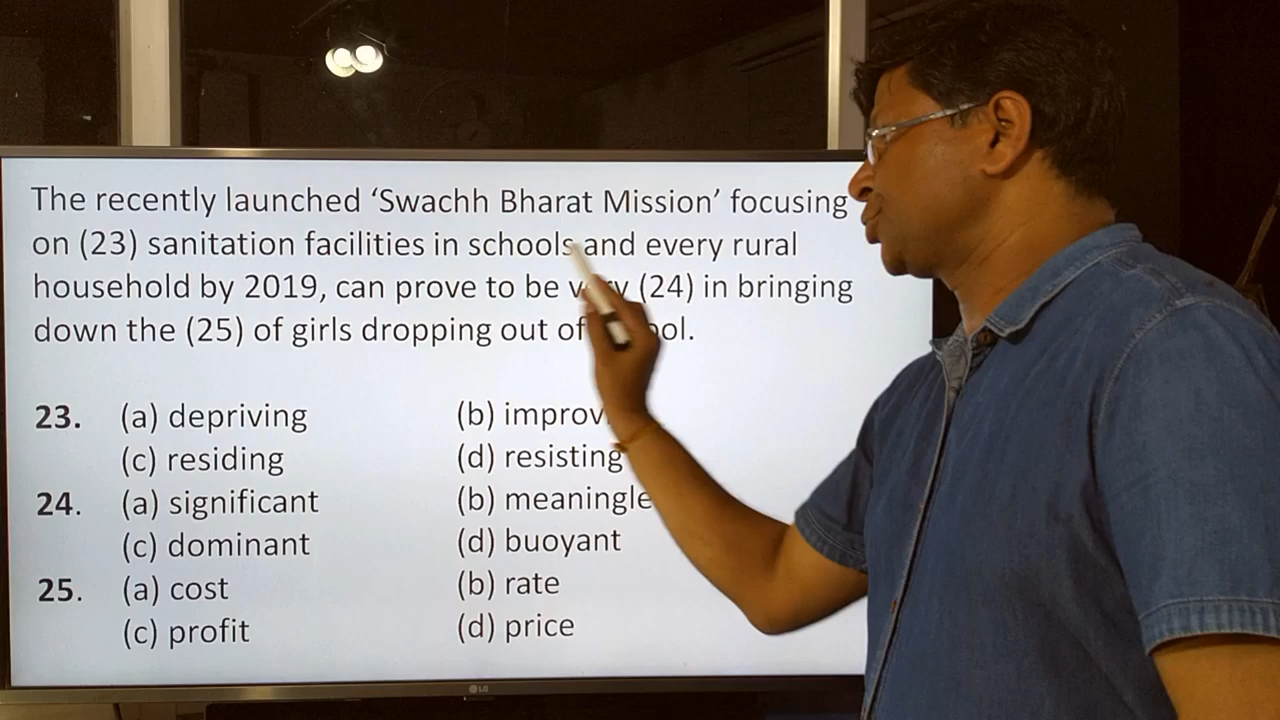 The recently launched ‘Swachh Bharat Mission’ focusing
on (23) sanitation facilities in schools and every rural
household by 2019, can prove to be very (24) in bringing
down the (25) of girls dropping out of
23. (a) depriving (b)
(c) residing (d) resisting
24. (a) significant (b)
(c) dominant (d) buoyant
25. (a) cost (b) rate
(c) profit (d) price
LG